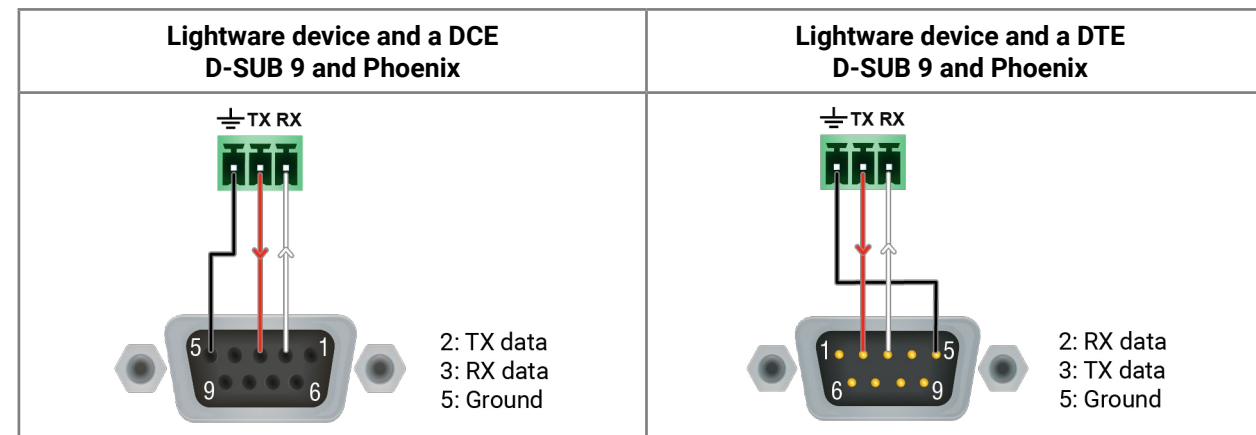 Lightware device and a DCE
D-SUB 9 and Phoenix
Lightware device and a DTE
D-SUB 9 and Phoenix
TX RX
5 1
9 6
2: TX data
3: RX data
5: Ground
TX RX
1 5
6 9
2: RX data
3: TX data
5: Ground